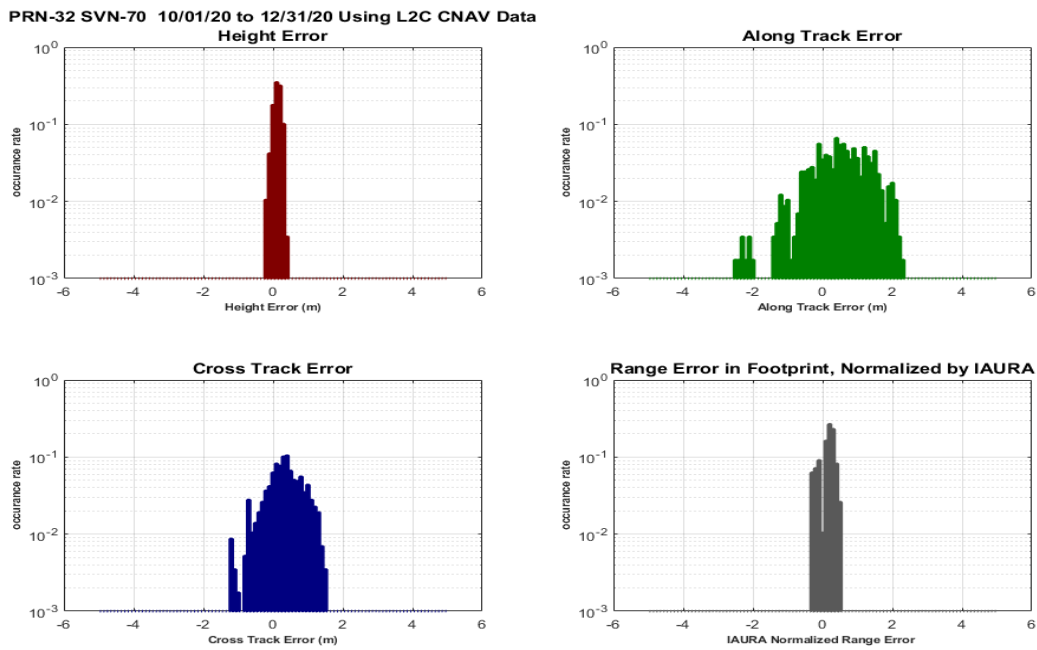 PRN-32 SVN-70  10/01/20 to 12/31/20 Using L2C CNAV Data
Height Error
10^0
10^-1
10^-2
10^-3
occurance rate
-6 -4 -2 0 2 4 6
Height Error (m)
Along Track Error
10^0
10^-1
10^-2
10^-3
occurance rate
-6 -4 -2 0 2 4 6
Along Track Error (m)
Cross Track Error
10^0
10^-1
10^-2
10^-3
occurance rate
-6 -4 -2 0 2 4 6
Cross Track Error (m)
Range Error in Footprint, Normalized by IAURA
10^0
10^-1
10^-2
10^-3
occurance rate
-6 -4 -2 0 2 4 6
IAURA Normalized Range Error